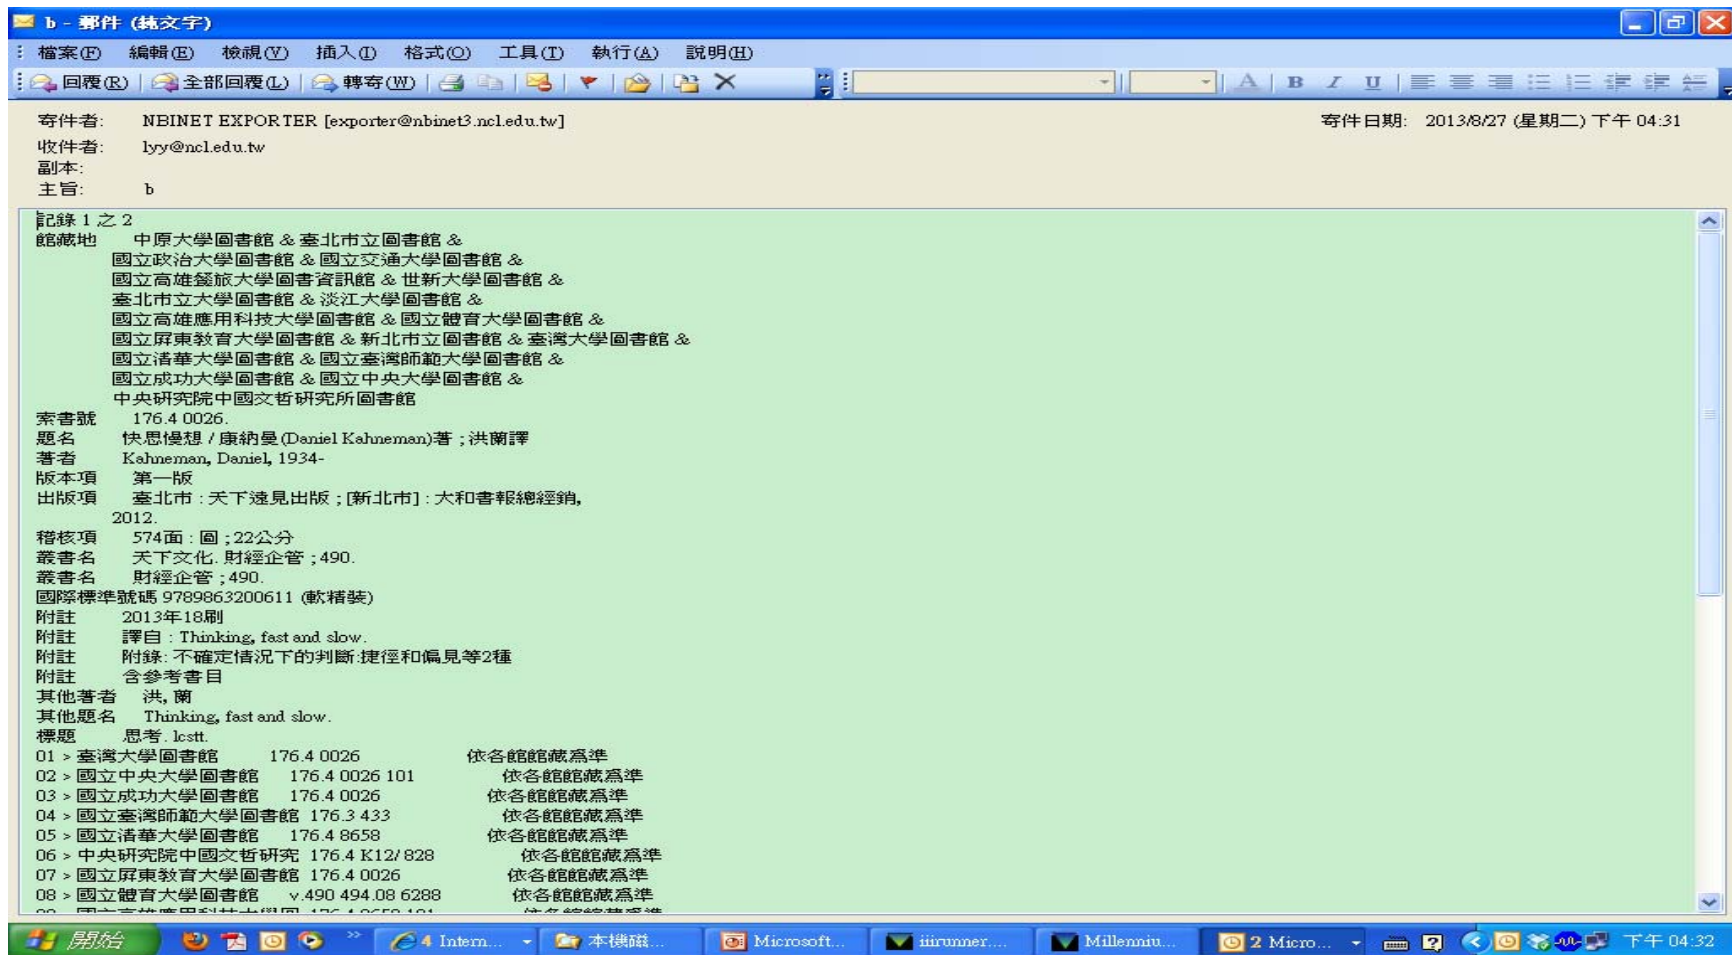 b - 郵件 (純文字)
檔案(F) 編輯(E) 檢視(V) 插入(I) 格式(O) 工具(T) 執行(A) 說明(H)
回覆(R) 全部回覆(L) 轉寄(W) A B I U
寄件者: NBINET EXPORTER [exporter@nbinet3.ncl.edu.tw] 寄件日期: 2013/8/27 (星期二) 下午 04:31
收件者: lyy@ncl.edu.tw
副本:
主旨: b
記錄 1 之 2
館藏地 中原大學圖書館 & 臺北市立圖書館 &
國立政治大學圖書館 & 國立交通大學圖書館 &
國立高雄餐旅大學圖書資訊館 & 世新大學圖書館 &
臺北市立大學圖書館 & 淡江大學圖書館 &
國立高雄應用科技大學圖書館 & 國立體育大學圖書館 &
國立屏東教育大學圖書館 & 新北市立圖書館 & 臺灣大學圖書館 &
國立清華大學圖書館 & 國立臺灣師範大學圖書館 &
國立成功大學圖書館 & 國立中央大學圖書館 &
中央研究院中國文哲研究所圖書館
索書號 176.4 0026.
題名 快思慢想 / 康納曼(Daniel Kahneman)著 ; 洪蘭譯
著者 Kahneman, Daniel, 1934-
版本項 第一版
出版項 臺北市 : 天下遠見出版 ; [新北市] : 大和書報總經銷,
2012.
稽核項 574面 : 圖 ; 22公分
叢書名 天下文化. 財經企管 ; 490.
叢書名 財經企管 ; 490.
國際標準號碼 9789863200611 (軟精裝)
附註 2013年18刷
附註 譯自 : Thinking, fast and slow.
附註 附錄: 不確定情況下的判斷:捷徑和偏見等2種
附註 含參考書目
其他著者 洪, 蘭
其他題名 Thinking, fast and slow.
標題 思考. lcstt.
01 > 臺灣大學圖書館 176.4 0026 依各館館藏爲準
02 > 國立中央大學圖書館 176.4 0026 101 依各館館藏爲準
03 > 國立成功大學圖書館 176.4 0026 依各館館藏爲準
04 > 國立臺灣師範大學圖書館 176.3 433 依各館館藏爲準
05 > 國立清華大學圖書館 176.4 8658 依各館館藏爲準
06 > 中央研究院中國文哲研究 176.4 K12/ 828 依各館館藏爲準
07 > 國立屏東教育大學圖書館 176.4 0026 依各館館藏爲準
08 > 國立體育大學圖書館 v.490 494.08 6288 依各館館藏爲準
開始 4 Intern... 本機磁... Microsoft... iiirunner.... Millenniu... 2 Micro... 下午 04:32